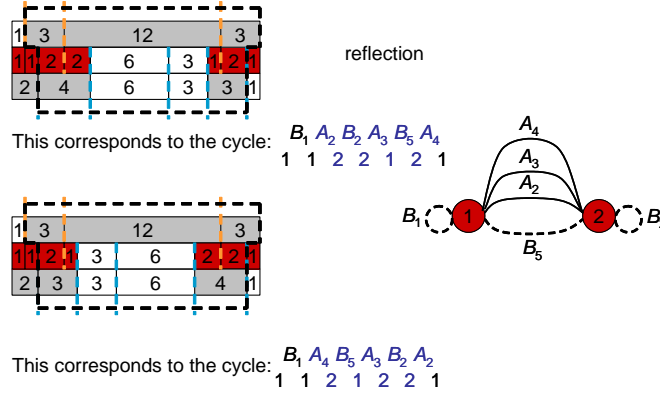 1 3 12 3
1 1 2 2 6 3 1 2 2 1
2 4 6 3 3 1
reflection
This corresponds to the cycle: B₁ A₂ B₂ A₃ B₅ A₄
1 1 2 2 1 2 1
A₄
A₃
A₂
B₁ 1 2
B₅
1 3 12 3
1 1 2 1 3 6 2 2 1
2 3 3 6 4 1
This corresponds to the cycle: B₁ A₄ B₅ A₃ B₂ A₂
1 1 2 1 2 2 1